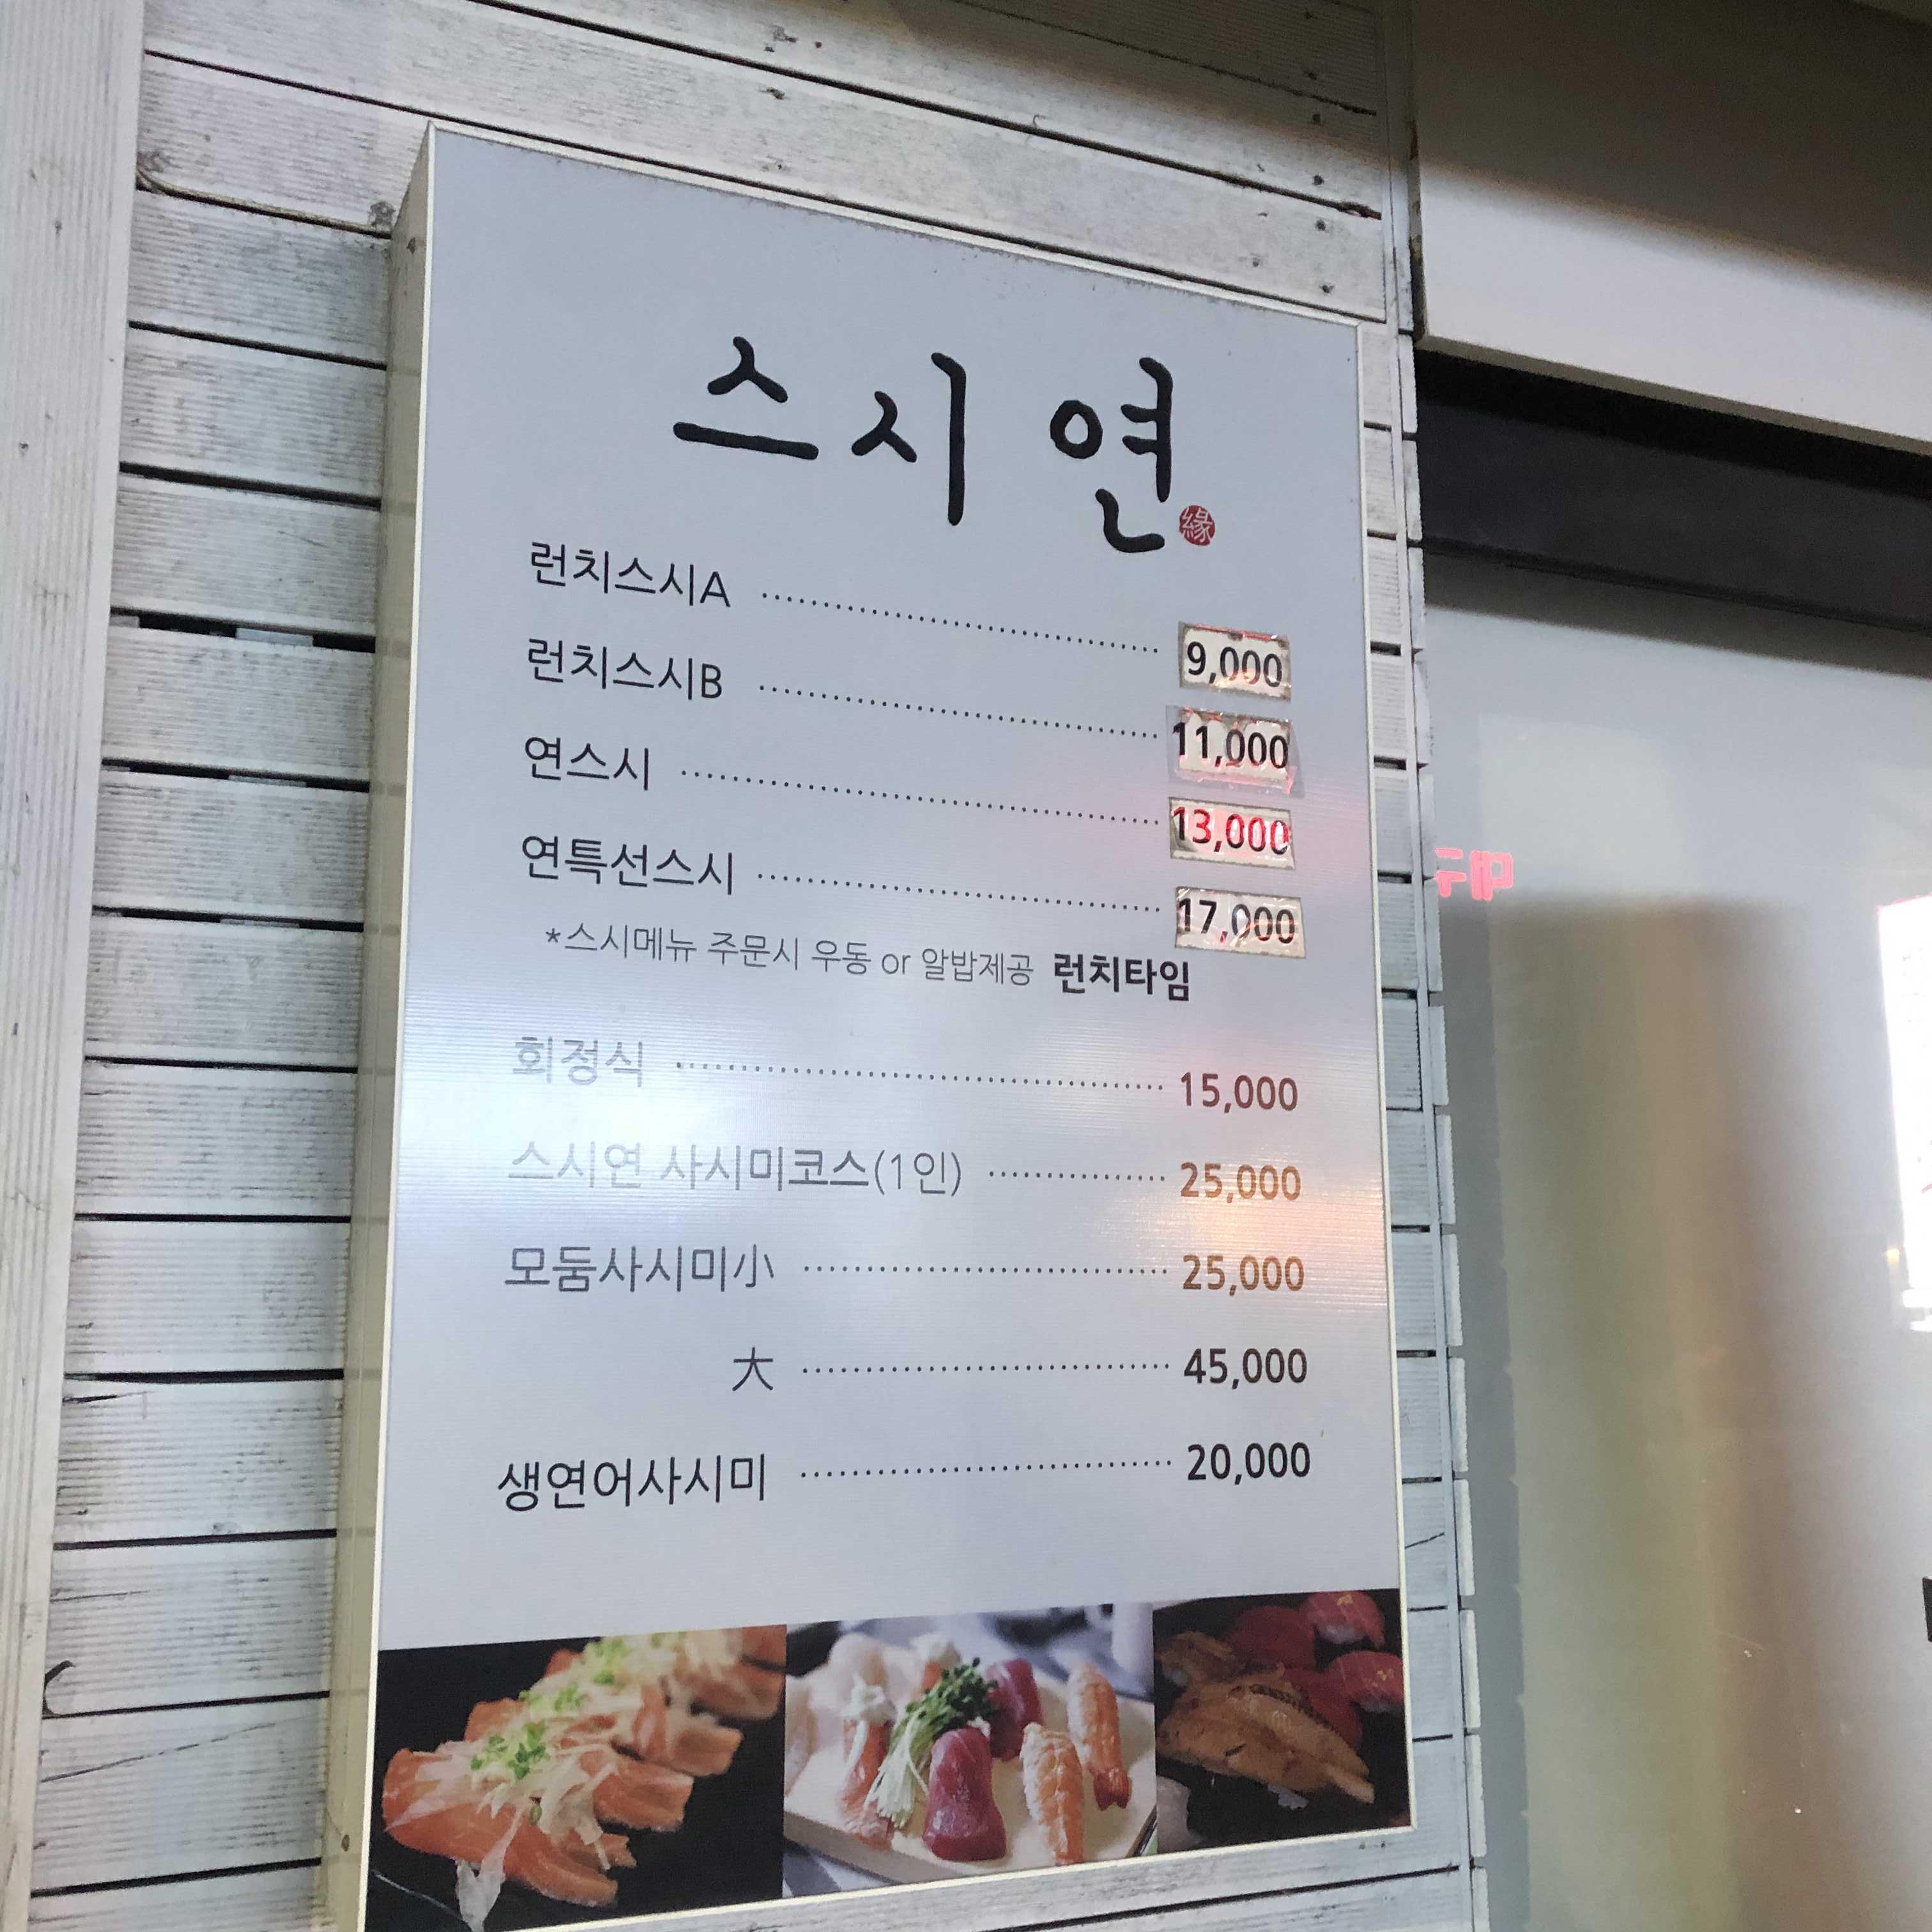 스시 연
緣
런치스시A 9,000
런치스시B 11,000
연스시 13,000
연특선스시 17,000
*스시메뉴 주문시 우동 or 알밥제공 런치타임
회정식 15,000
스시연 사시미코스(1인) 25,000
모둠사시미小 25,000
大 45,000
생연어사시미 20,000